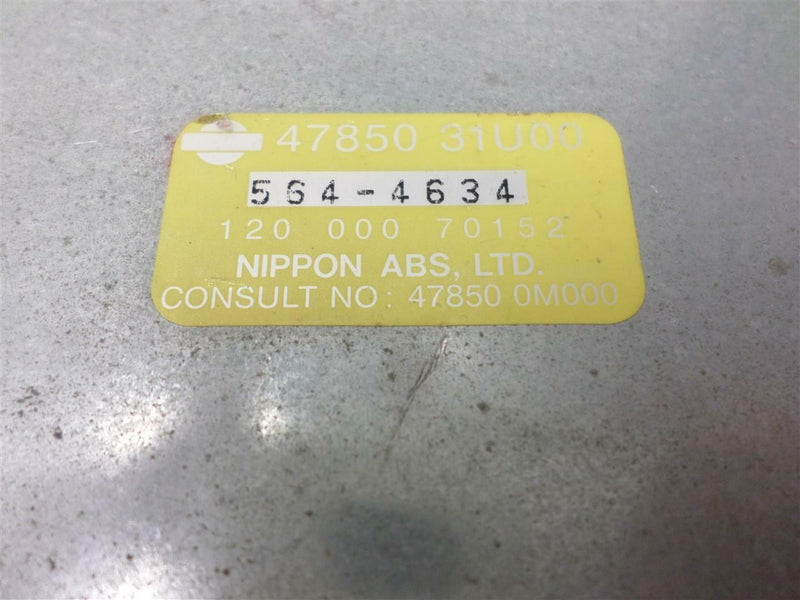 47850 31U00
564-4634
120 000 70152
NIPPON ABS, LTD.
CONSULT NO: 47850 0M000